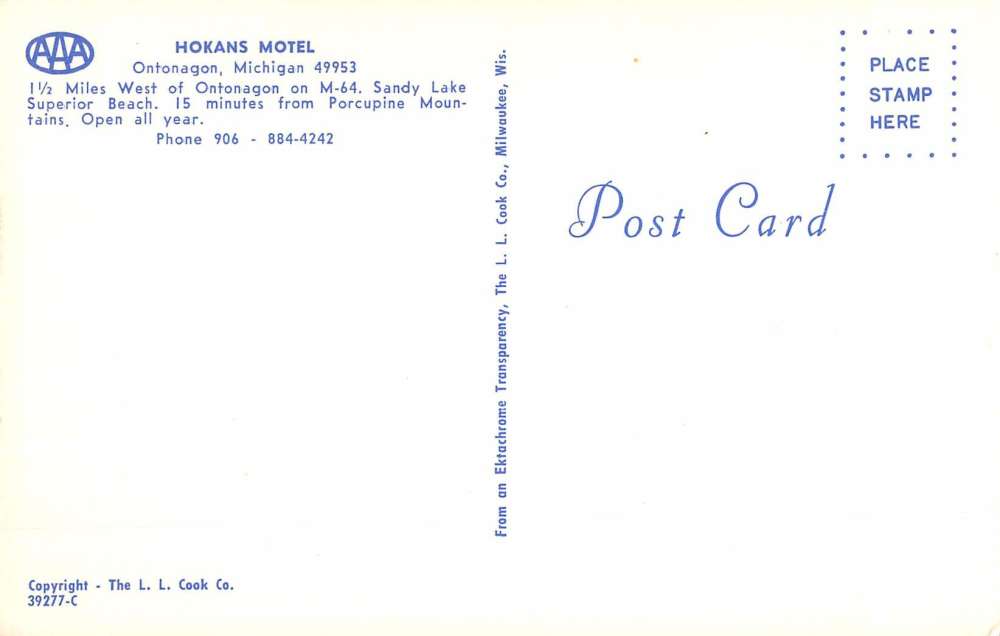 AAA
HOKANS MOTEL
Ontonagon, Michigan 49953
1 1/2 Miles West of Ontonagon on M-64. Sandy Lake
Superior Beach. 15 minutes from Porcupine Moun-
tains. Open all year.
Phone 906 - 884-4242
From an Ektachrome Transparency, The L. L. Cook Co., Milwaukee, Wis.
PLACE
STAMP
HERE
Post Card
Copyright - The L. L. Cook Co.
39277-C